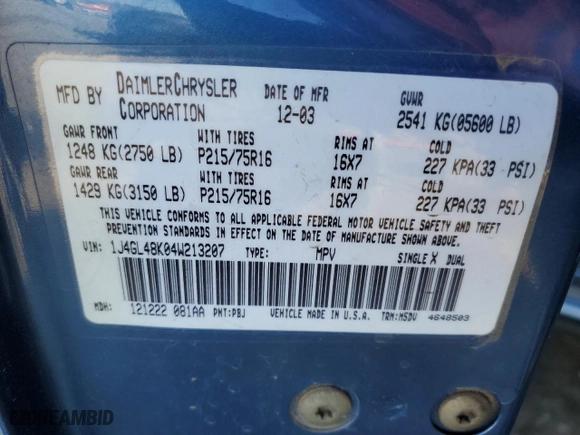 MFD BY DAIMLERCHRYSLER CORPORATION DATE OF MFR 12-03 GVWR 2541 KG(05600 LB)
GAWR FRONT WITH TIRES RIMS AT COLD
1248 KG(2750 LB) P215/75R16 16X7 227 KPA(33 PSI)
GAWR REAR WITH TIRES RIMS AT COLD
1429 KG(3150 LB) P215/75R16 16X7 227 KPA(33 PSI)
THIS VEHICLE CONFORMS TO ALL APPLICABLE FEDERAL MOTOR VEHICLE SAFETY AND THEFT
PREVENTION STANDARDS IN EFFECT ON THE DATE OF MANUFACTURE SHOWN ABOVE.
VIN: 1J4GL48K04W213207 TYPE: MPV SINGLE X DUAL
MDH: 121222 081AA PNT:PBJ VEHICLE MADE IN U.S.A. TRM:MSDV 4648503